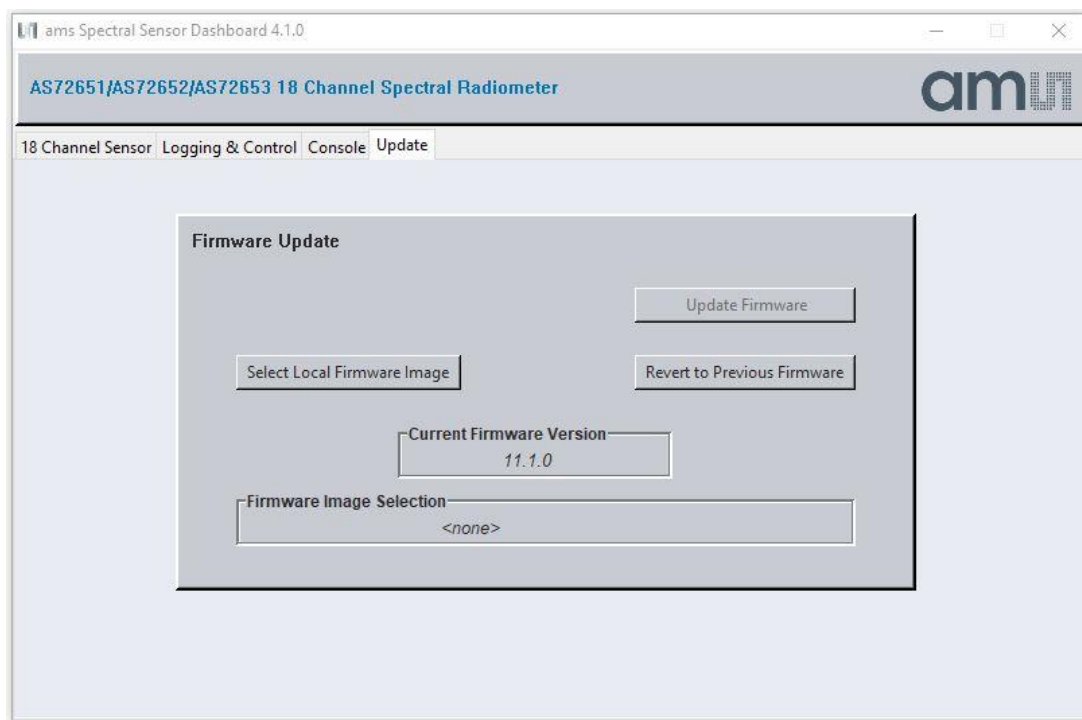 ams Spectral Sensor Dashboard 4.1.0
AS72651/AS72652/AS72653 18 Channel Spectral Radiometer
am
18 Channel Sensor Logging & Control Console Update
Firmware Update
Update Firmware
Select Local Firmware Image Revert to Previous Firmware
Current Firmware Version
11.1.0
Firmware Image Selection
<none>